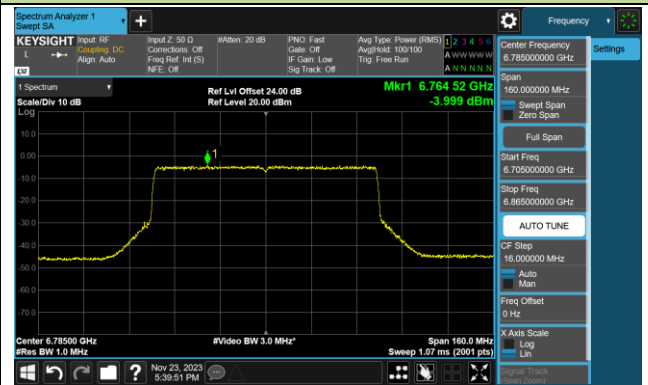 Spectrum Analyzer 1
Swept SA
Frequency
KEYSIGHT
Input: RF
Coupling: DC
Align: Auto
Input Z: 50 Ω
Corrections: Off
Freq Ref: Int (S)
NFE: Off
#Atten: 20 dB
PNO: Fast
Gate: Off
IF Gain: Low
Sig Track: Off
Avg Type: Power (RMS)
Avg|Hold: 100/100
Trig: Free Run
1 2 3 4 5 6
A W W W W W
A N N N N N
L
LXI
1 Spectrum
Scale/Div 10 dB
Log
Ref Lvl Offset 24.00 dB
Ref Level 20.00 dBm
Mkr1 6.764 52 GHz
-3.999 dBm
10.0
0.00
-10.0
-20.0
-30.0
-40.0
-50.0
-60.0
-70.0
1
Center 6.78500 GHz
#Res BW 1.0 MHz
#Video BW 3.0 MHz*
Span 160.0 MHz
Sweep 1.07 ms (2001 pts)
Center Frequency
6.785000000 GHz
Settings
Span
160.000000 MHz
Swept Span
Zero Span
Full Span
Start Freq
6.705000000 GHz
Stop Freq
6.865000000 GHz
AUTO TUNE
CF Step
16.000000 MHz
Auto
Man
Freq Offset
0 Hz
X Axis Scale
Log
Lin
Signal Track
(Span Zoom)
Nov 23, 2023
5:39:51 PM